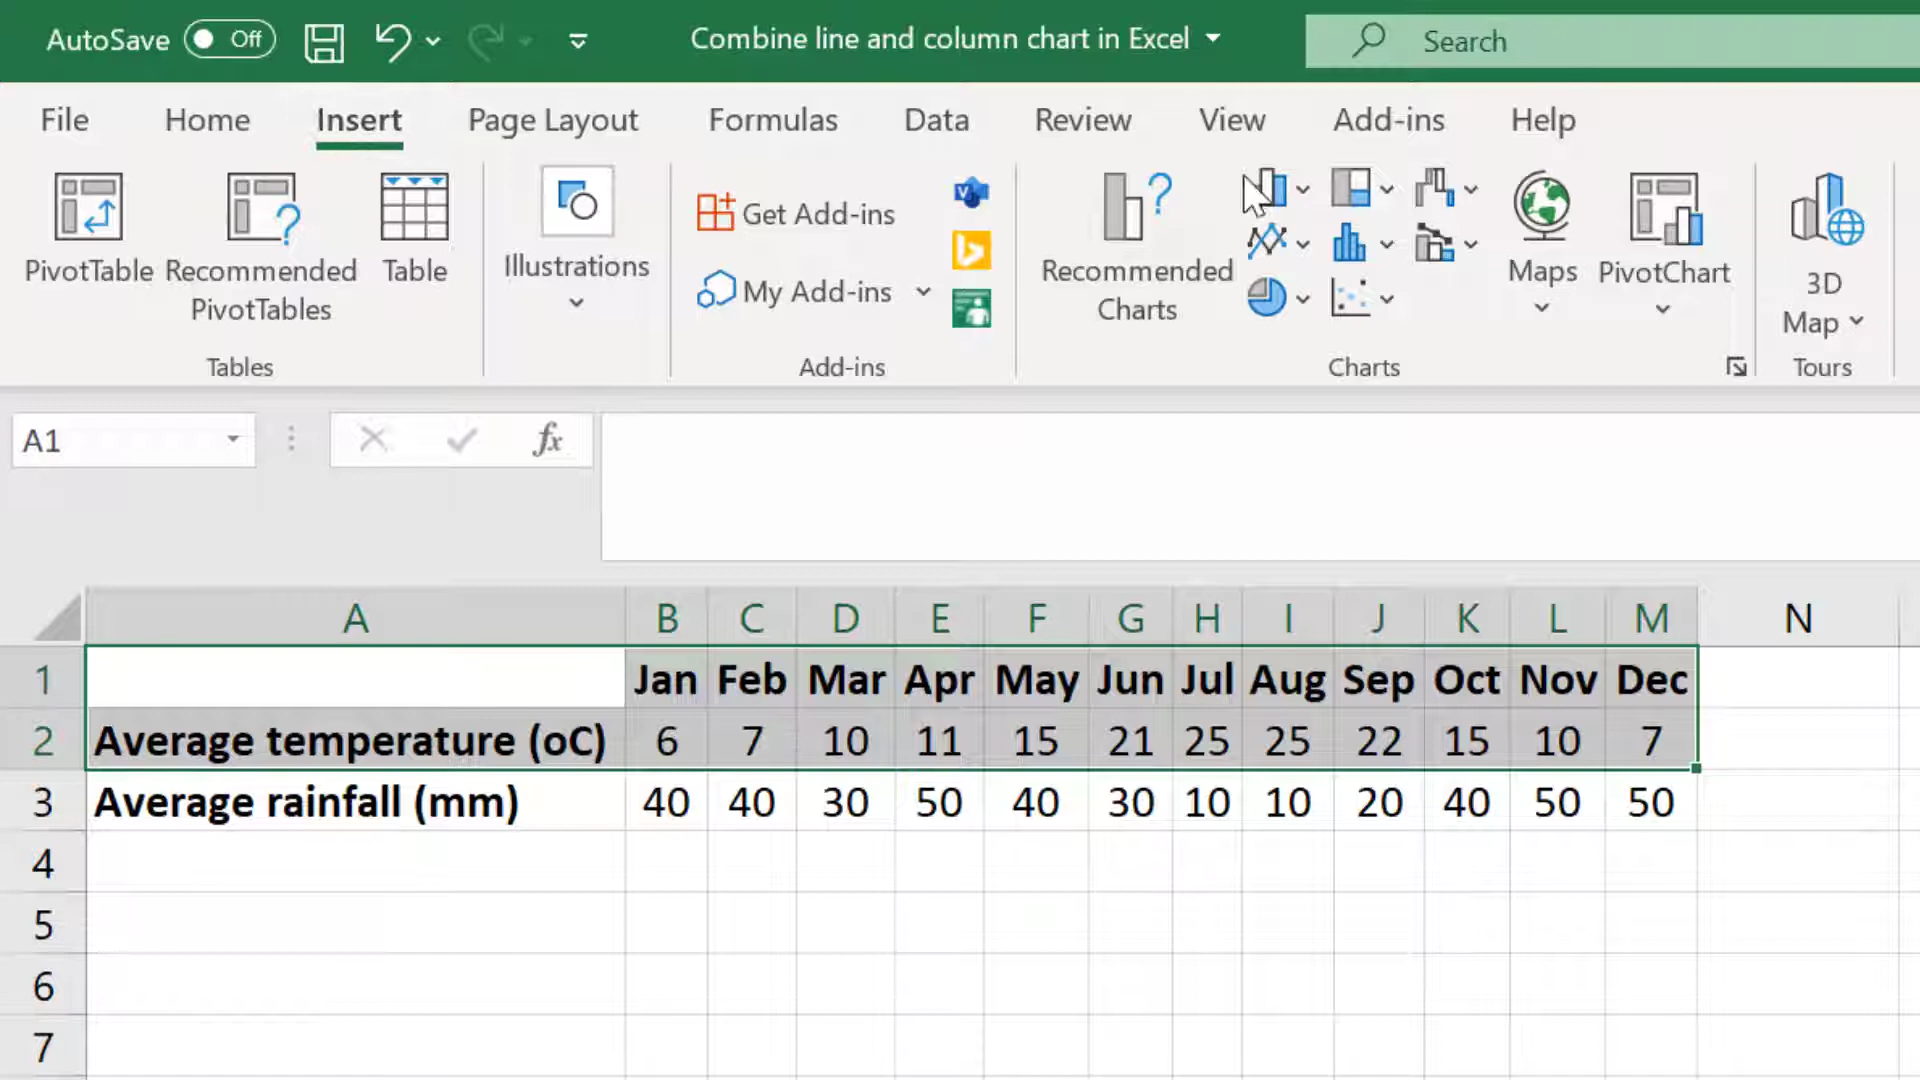 AutoSave Off Combine line and column chart in Excel Search
File Home Insert Page Layout Formulas Data Review View Add-ins Help
PivotTable
Recommended
PivotTables
Table
Tables
Illustrations
Get Add-ins
My Add-ins
Add-ins
Recommended
Charts
Charts
Maps
PivotChart
3D
Map
Tours
A1 fx
A B C D E F G H I J K L M N
1 Jan Feb Mar Apr May Jun Jul Aug Sep Oct Nov Dec
2 Average temperature (oC) 6 7 10 11 15 21 25 25 22 15 10 7
3 Average rainfall (mm) 40 40 30 50 40 30 10 10 20 40 50 50
4
5
6
7